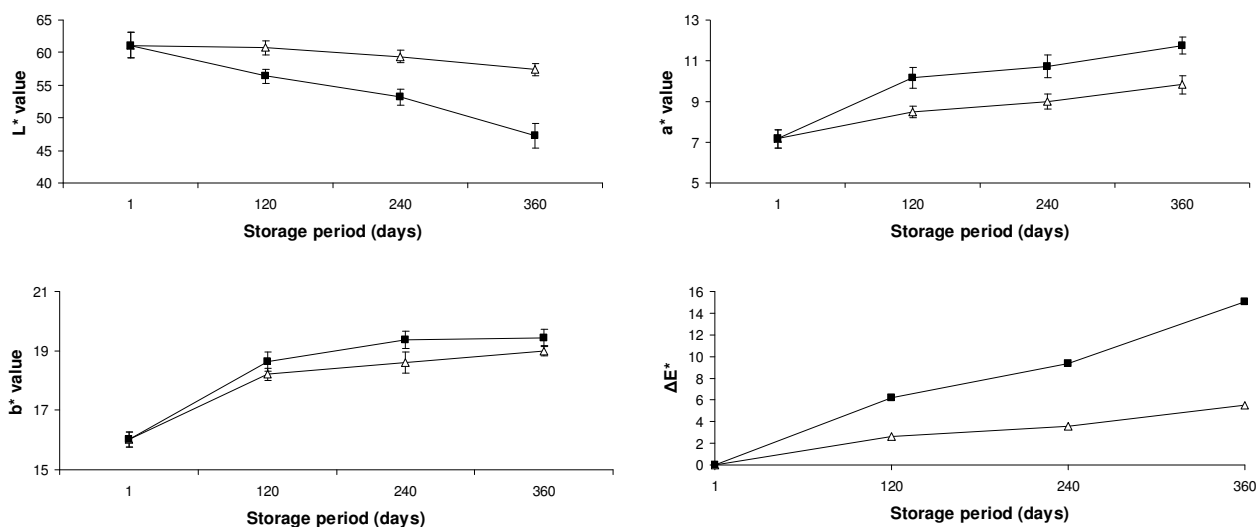 65
60
55
50
45
40
L* value
1 120 240 360
Storage period (days)
13
11
9
7
5
a* value
1 120 240 360
Storage period (days)
21
19
17
15
b* value
1 120 240 360
Storage period (days)
16
14
12
10
8
6
4
2
0
ΔE*
1 120 240 360
Storage period (days)